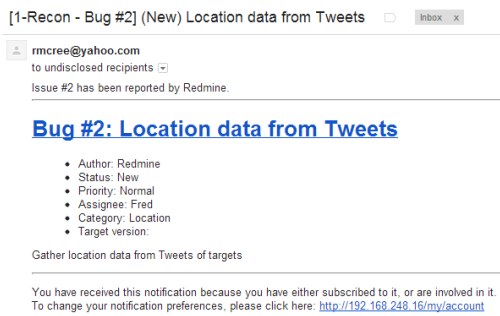 [1-Recon - Bug #2] (New) Location data from Tweets
Inbox x
rmcree@yahoo.com
to undisclosed recipients
Issue #2 has been reported by Redmine.
Bug #2: Location data from Tweets
• Author: Redmine
• Status: New
• Priority: Normal
• Assignee: Fred
• Category: Location
• Target version:
Gather location data from Tweets of targets
You have received this notification because you have either subscribed to it, or are involved in it.
To change your notification preferences, please click here: http://192.168.248.16/my/account